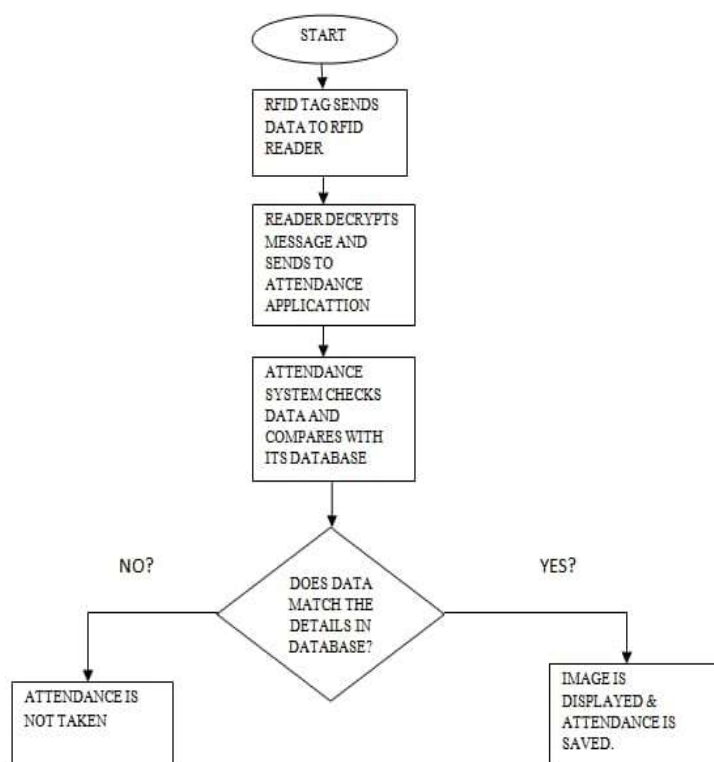 START
RFID TAG SENDS
DATA TO RFID
READER
READER DECRYPTS
MESSAGE AND
SENDS TO
ATTENDANCE
APPLICATTION
ATTENDANCE
SYSTEM CHECKS
DATA AND
COMPARES WITH
ITS DATABASE
NO?
YES?
DOES DATA
MATCH THE
DETAILS IN
DATABASE?
ATTENDANCE IS
NOT TAKEN
IMAGE IS
DISPLAYED &
ATTENDANCE IS
SAVED.